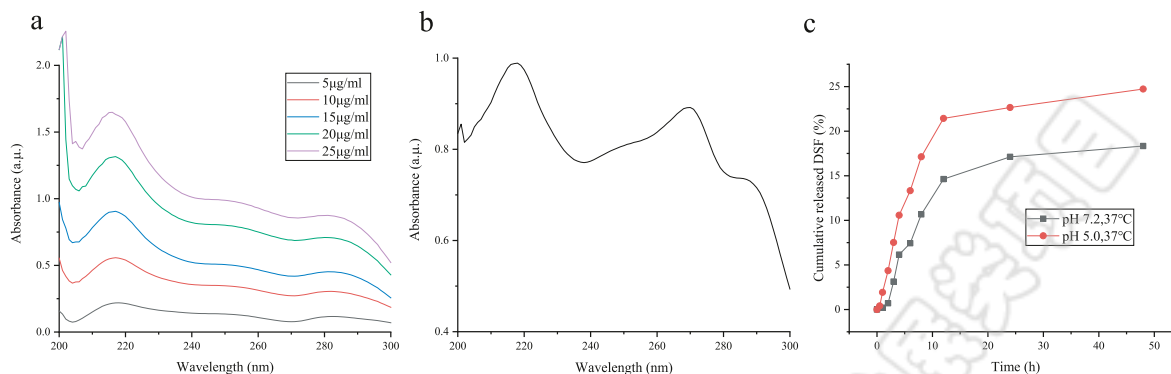 a
Absorbance (a.u.)
2.0
1.5
1.0
0.5
0.0
200
220
240
260
280
300
Wavelength (nm)
5μg/ml
10μg/ml
15μg/ml
20μg/ml
25μg/ml
b
Absorbance (a.u.)
1.0
0.8
0.6
0.4
200
220
240
260
280
300
Wavelength (nm)
c
Cumulative released DSF (%)
25
20
15
10
5
0
0
10
20
30
40
50
Time (h)
pH 7.2,37℃
pH 5.0,37℃